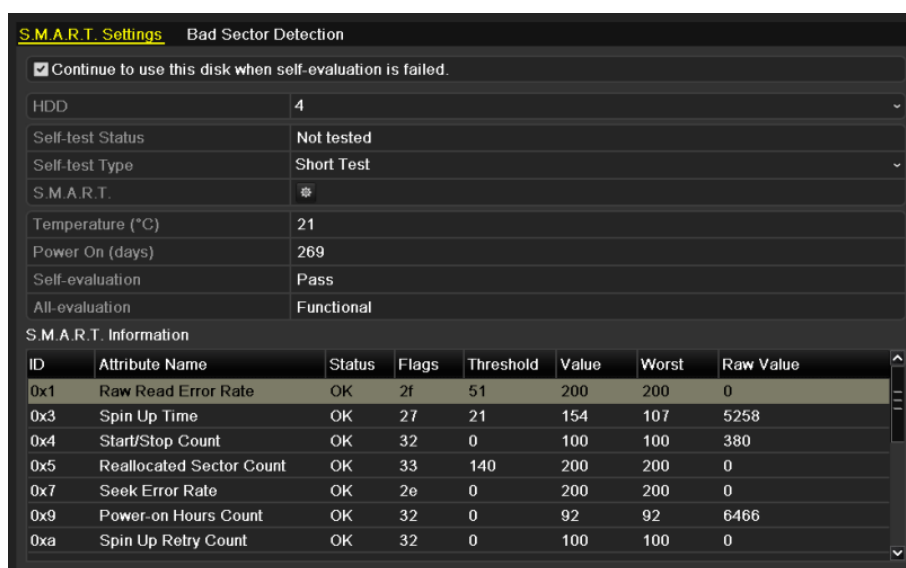 S.M.A.R.T. Settings Bad Sector Detection
Continue to use this disk when self-evaluation is failed.
HDD 4
Self-test Status Not tested
Self-test Type Short Test
S.M.A.R.T.
Temperature (°C) 21
Power On (days) 269
Self-evaluation Pass
All-evaluation Functional
S.M.A.R.T. Information
ID Attribute Name Status Flags Threshold Value Worst Raw Value
0x1 Raw Read Error Rate OK 2f 51 200 200 0
0x3 Spin Up Time OK 27 21 154 107 5258
0x4 Start/Stop Count OK 32 0 100 100 380
0x5 Reallocated Sector Count OK 33 140 200 200 0
0x7 Seek Error Rate OK 2e 0 200 200 0
0x9 Power-on Hours Count OK 32 0 92 92 6466
0xa Spin Up Retry Count OK 32 0 100 100 0